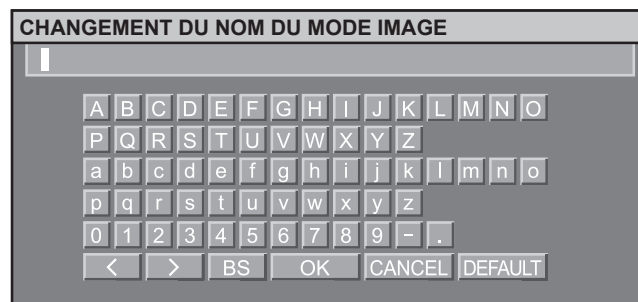 CHANGEMENT DU NOM DU MODE IMAGE
A B C D E F G H I J K L M N O
P Q R S T U V W X Y Z
a b c d e f g h i j k l m n o
p q r s t u v w x y z
0 1 2 3 4 5 6 7 8 9 - .
< > BS OK CANCEL DEFAULT